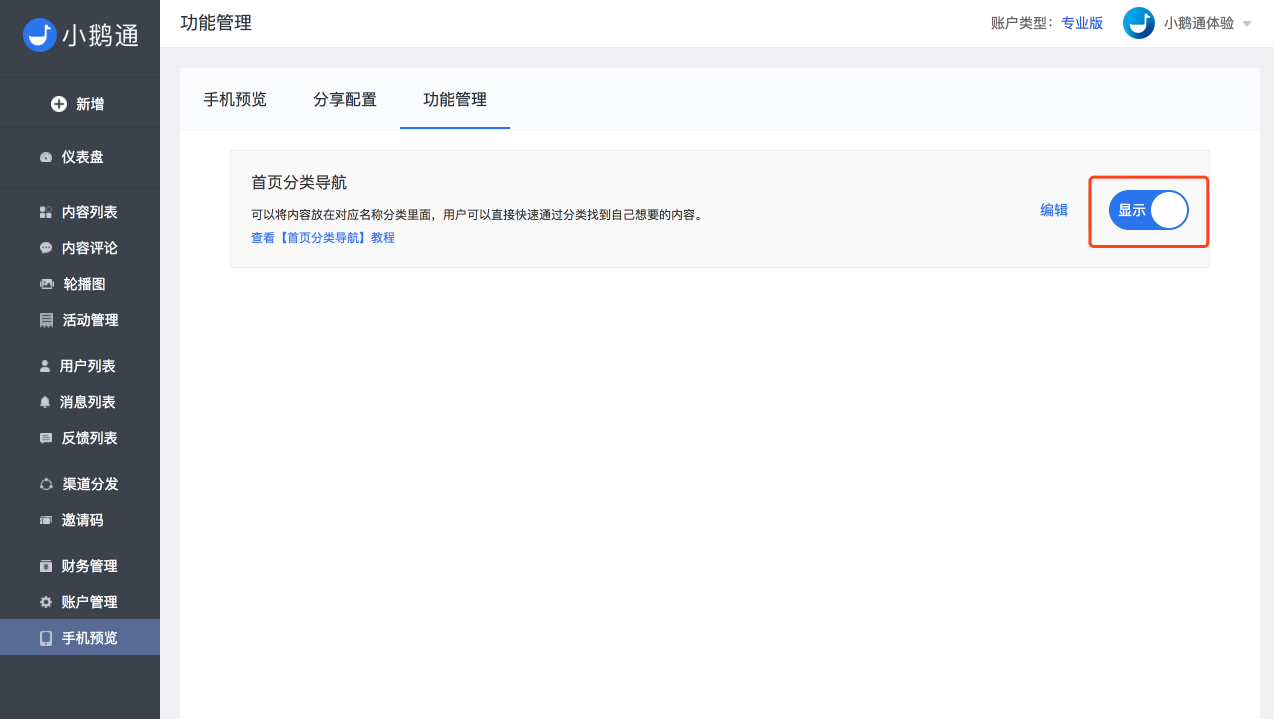 小鹅通
功能管理
账户类型：专业版
小鹅通体验
新增
仪表盘
内容列表
内容评论
轮播图
活动管理
用户列表
消息列表
反馈列表
渠道分发
邀请码
财务管理
账户管理
手机预览
手机预览
分享配置
功能管理
首页分类导航
可以将内容放在对应名称分类里面，用户可以直接快速通过分类找到自己想要的内容。
查看【首页分类导航】教程
编辑
显示